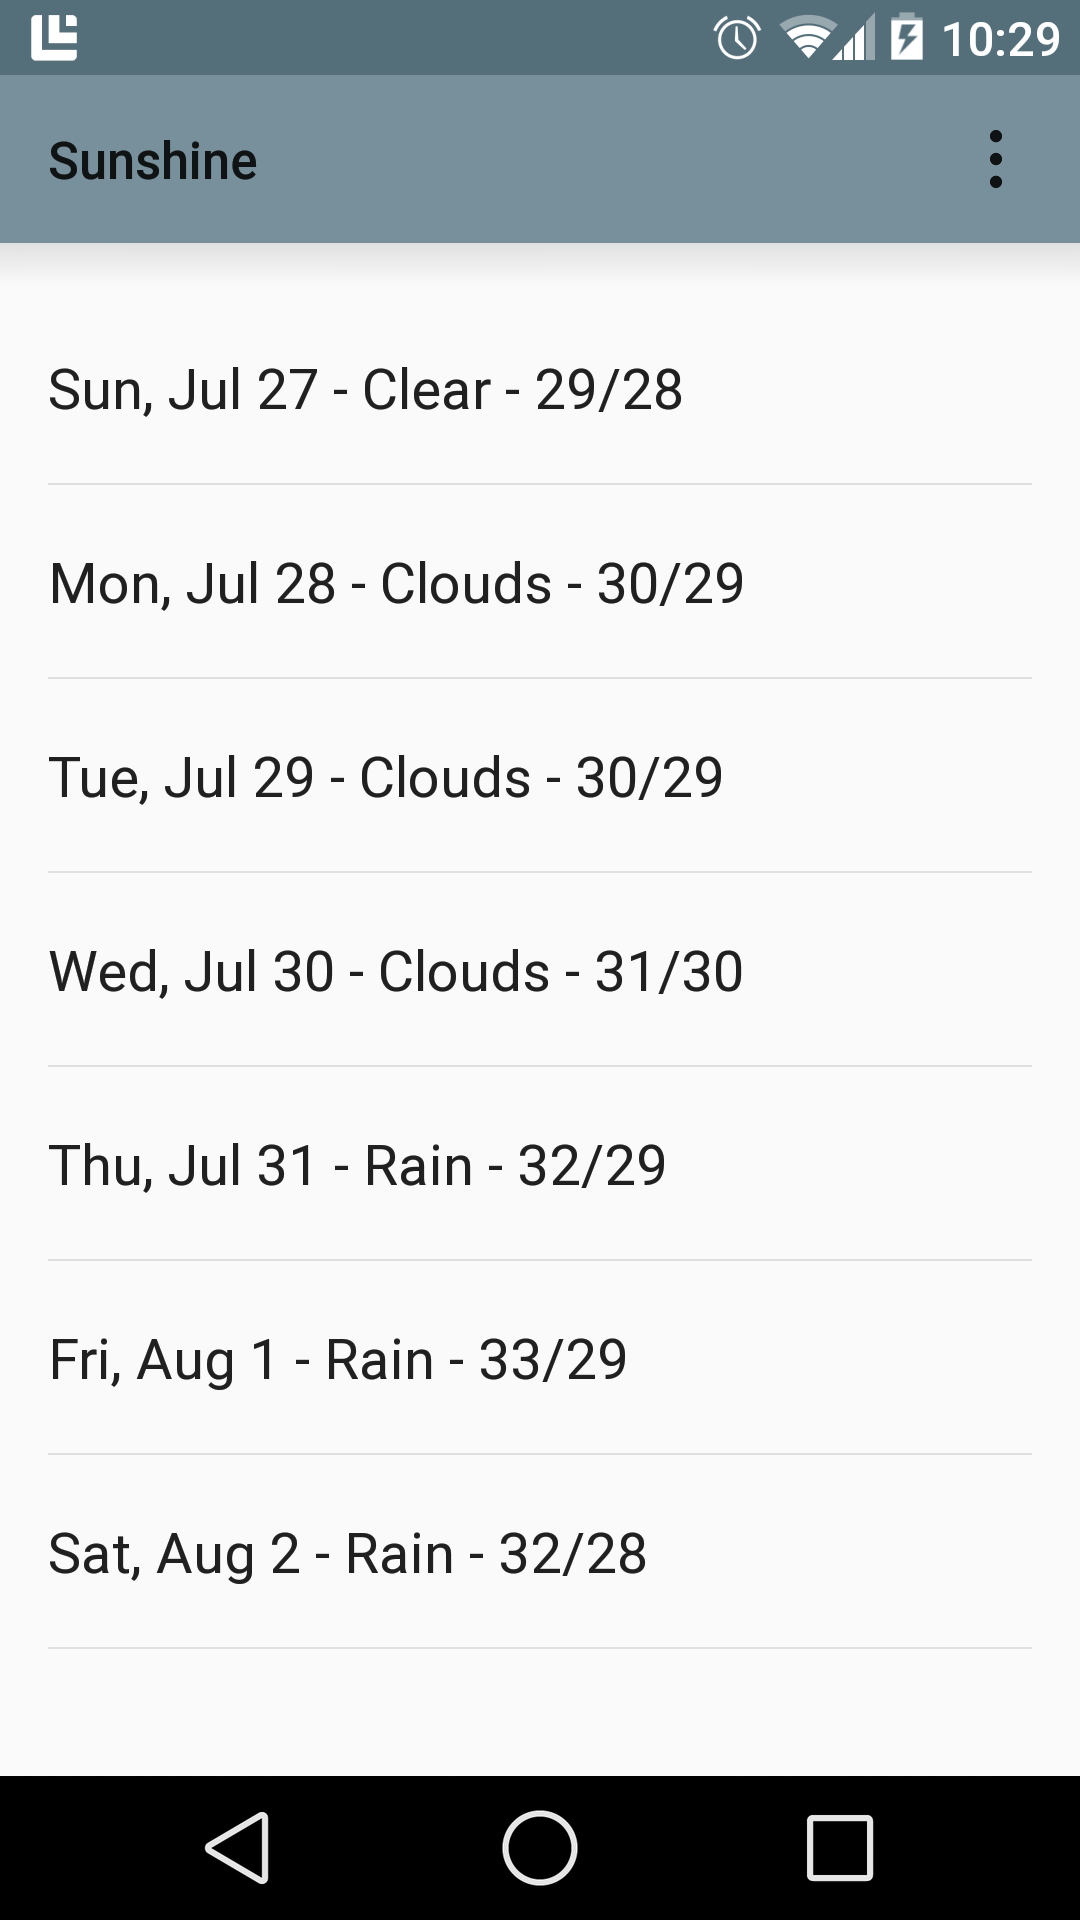 10:29
Sunshine
Sun, Jul 27 - Clear - 29/28
Mon, Jul 28 - Clouds - 30/29
Tue, Jul 29 - Clouds - 30/29
Wed, Jul 30 - Clouds - 31/30
Thu, Jul 31 - Rain - 32/29
Fri, Aug 1 - Rain - 33/29
Sat, Aug 2 - Rain - 32/28